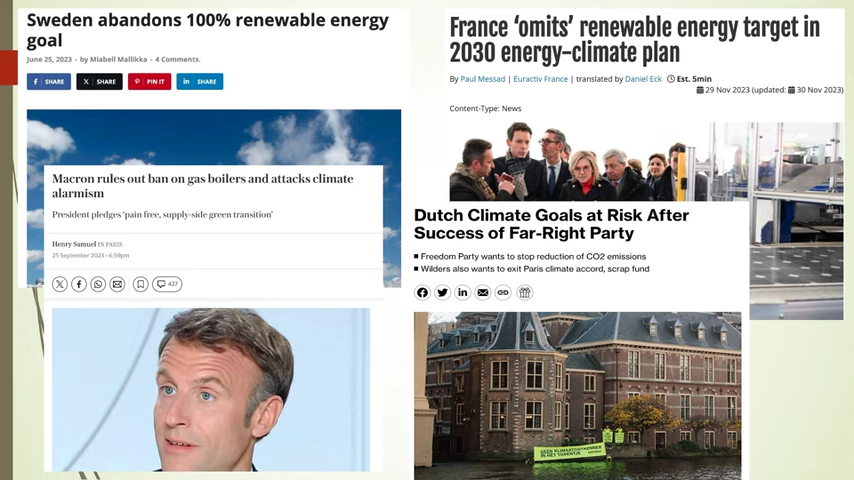 Sweden abandons 100% renewable energy
goal
June 25, 2023 - by Miabell Mallikka - 4 Comments.
SHARE
SHARE
PIN IT
SHARE
Macron rules out ban on gas boilers and attacks climate
alarmism
President pledges 'pain free, supply-side green transition'
Henry Samuel IN PARIS
25 September 2023 • 6:59pm
427
France 'omits' renewable energy target in
2030 energy-climate plan
By Paul Messad | Euractiv France | translated by Daniel Eck Est. 5min
29 Nov 2023 (updated: 30 Nov 2023)
Content-Type: News
Dutch Climate Goals at Risk After
Success of Far-Right Party
Freedom Party wants to stop reduction of CO2 emissions
Wilders also wants to exit Paris climate accord, scrap fund
GEEN KLIMAATONTKENNER
IN HET TORENTJE